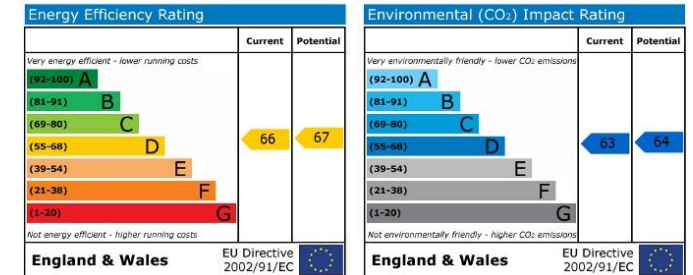 Energy Efficiency Rating
Current Potential
Very energy efficient - lower running costs
(92-100) A
(81-91) B
(69-80) C
(55-68) D
66 67
(39-54) E
(21-38) F
(1-20) G
Not energy efficient - higher running costs
England & Wales
EU Directive
2002/91/EC
Environmental (CO₂) Impact Rating
Current Potential
Very environmentally friendly - lower CO₂ emissions
(92-100) A
(81-91) B
(69-80) C
(55-68) D
63 64
(39-54) E
(21-38) F
(1-20) G
Not environmentally friendly - higher CO₂ emissions
England & Wales
EU Directive
2002/91/EC